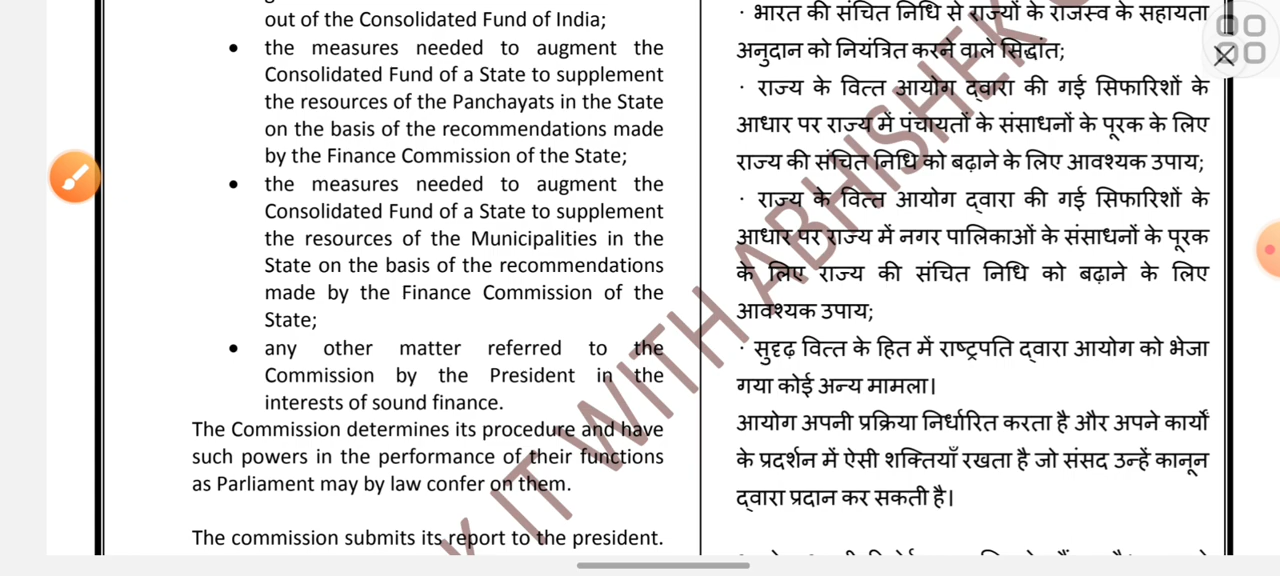 out of the Consolidated Fund of India;
• the measures needed to augment the
Consolidated Fund of a State to supplement
the resources of the Panchayats in the State
on the basis of the recommendations made
by the Finance Commission of the State;
• the measures needed to augment the
Consolidated Fund of a State to supplement
the resources of the Municipalities in the
State on the basis of the recommendations
made by the Finance Commission of the
State;
• any other matter referred to the
Commission by the President in the
interests of sound finance.
The Commission determines its procedure and have
such powers in the performance of their functions
as Parliament may by law confer on them.
The commission submits its report to the president.
· भारत की संचित निधि से राज्यों के राजस्व के सहायता
अनुदान को नियंत्रित करने वाले सिद्धांत;
· राज्य के वित्त आयोग द्वारा की गई सिफारिशों के
आधार पर राज्य में पंचायतों के संसाधनों के पूरक के लिए
राज्य की संचित निधि को बढ़ाने के लिए आवश्यक उपाय;
· राज्य के वित्त आयोग द्वारा की गई सिफारिशों के
आधार पर राज्य में नगर पालिकाओं के संसाधनों के पूरक
के लिए राज्य की संचित निधि को बढ़ाने के लिए
आवश्यक उपाय;
· सुदृढ़ वित्त के हित में राष्ट्रपति द्वारा आयोग को भेजा
गया कोई अन्य मामला।
आयोग अपनी प्रक्रिया निर्धारित करता है और अपने कार्यों
के प्रदर्शन में ऐसी शक्तियाँ रखता है जो संसद उन्हें कानून
द्वारा प्रदान कर सकती है।
IT WITH ABHISHEK